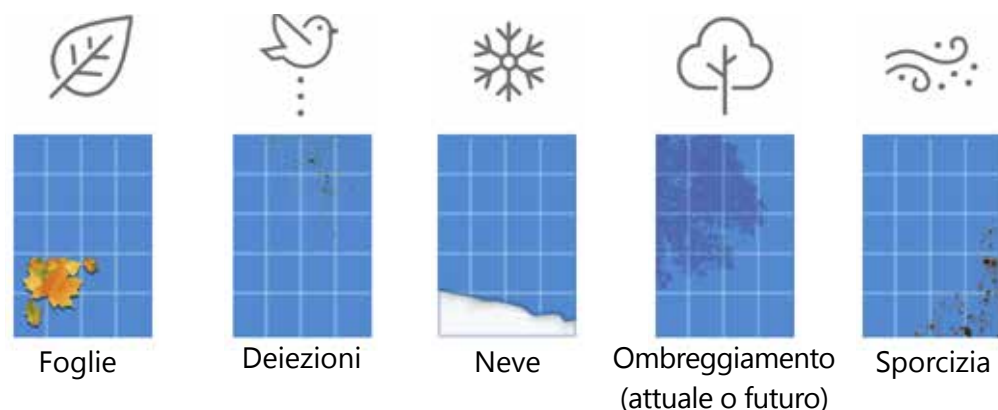 Foglie
Deiezioni
Neve
Ombreggiamento
(attuale o futuro)
Sporcizia